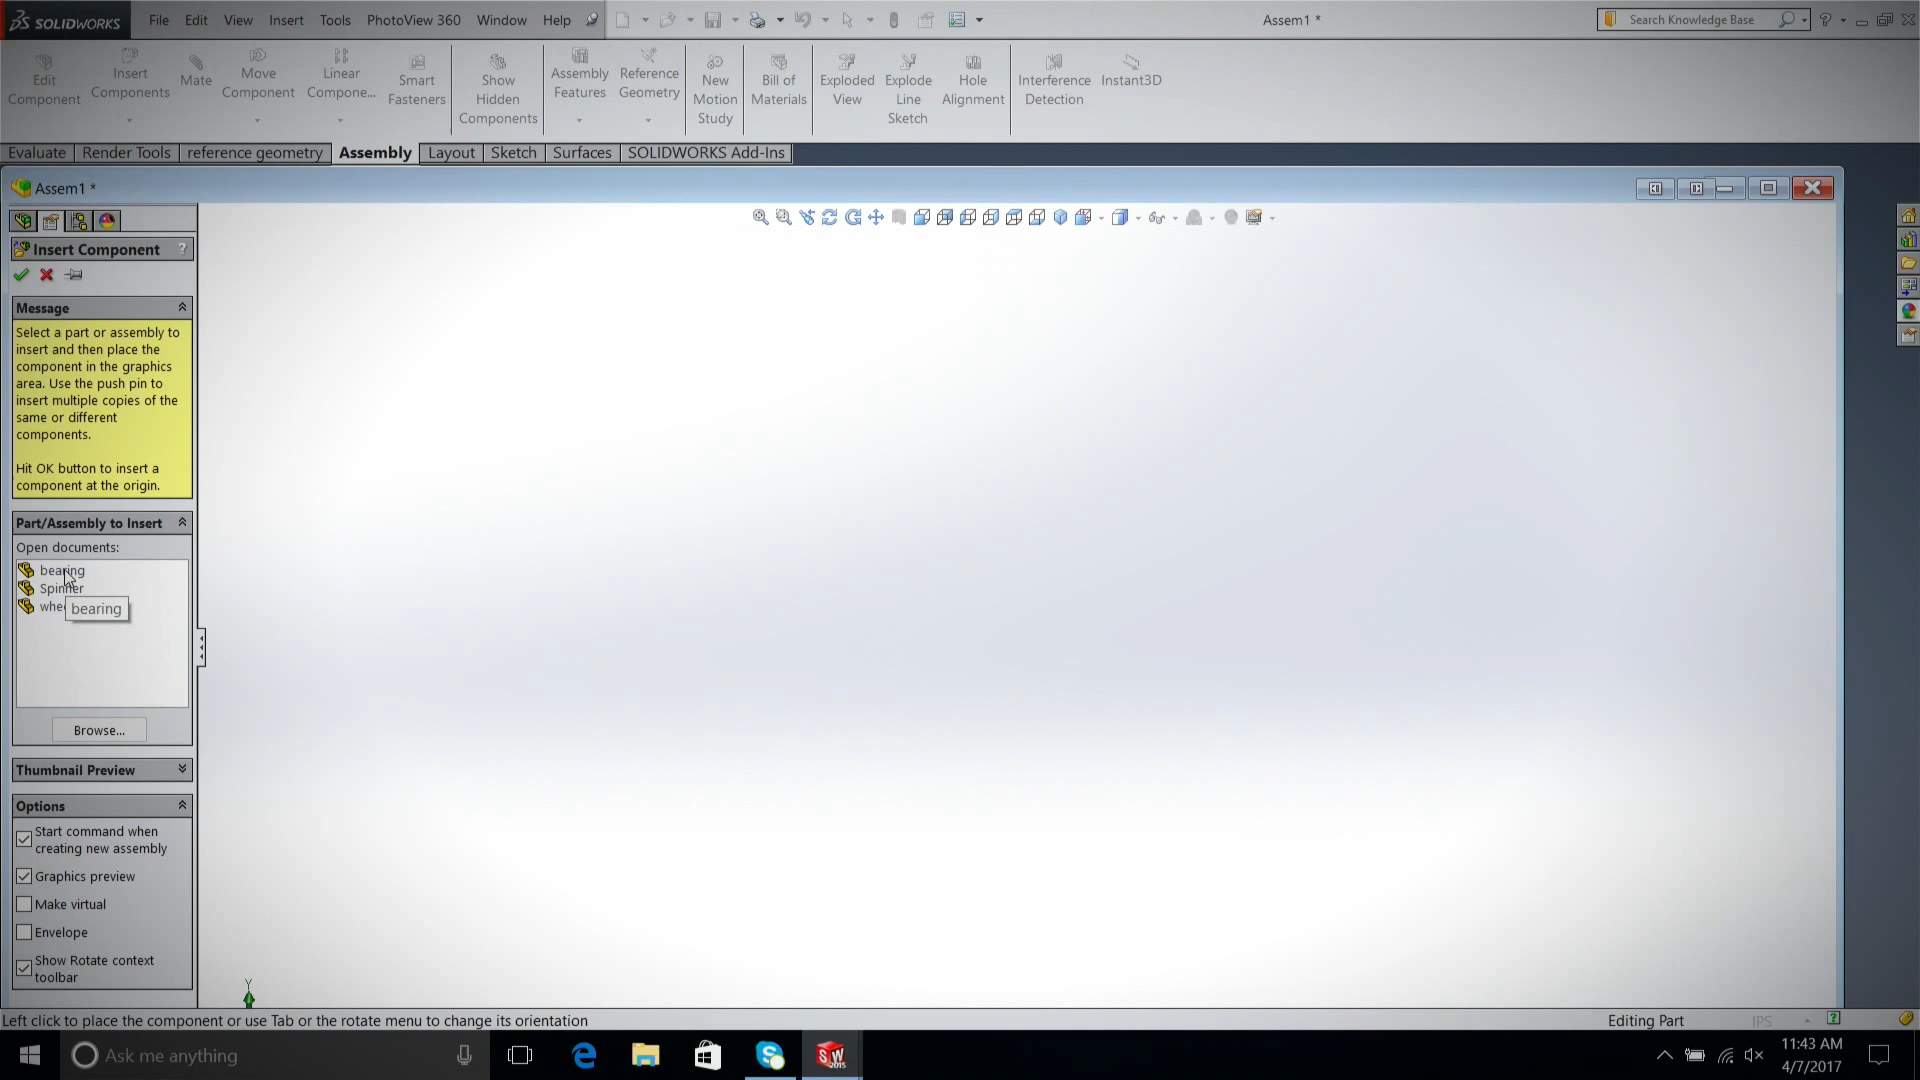 SOLIDWORKS File Edit View Insert Tools PhotoView 360 Window Help Assem1 * Search Knowledge Base ?
Edit Component
Insert Components
Mate
Move Component
Linear Compone...
Smart Fasteners
Show Hidden Components
Assembly Features
Reference Geometry
New Motion Study
Bill of Materials
Exploded View
Explode Line Sketch
Hole Alignment
Interference Detection
Instant3D
Evaluate Render Tools reference geometry Assembly Layout Sketch Surfaces SOLIDWORKS Add-Ins
Assem1 *
Insert Component ?
Message
Select a part or assembly to
insert and then place the
component in the graphics
area. Use the push pin to
insert multiple copies of the
same or different
components.
Hit OK button to insert a
component at the origin.
Part/Assembly to Insert
Open documents:
bearing
Spinner
whe
bearing
Browse...
Thumbnail Preview
Options
Start command when
creating new assembly
Graphics preview
Make virtual
Envelope
Show Rotate context
toolbar
Y
Left click to place the component or use Tab or the rotate menu to change its orientation Editing Part IPS ?
Ask me anything
SW
2015
11:43 AM
4/7/2017